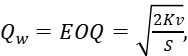 Q_w = EOQ = √(2Kv/S),